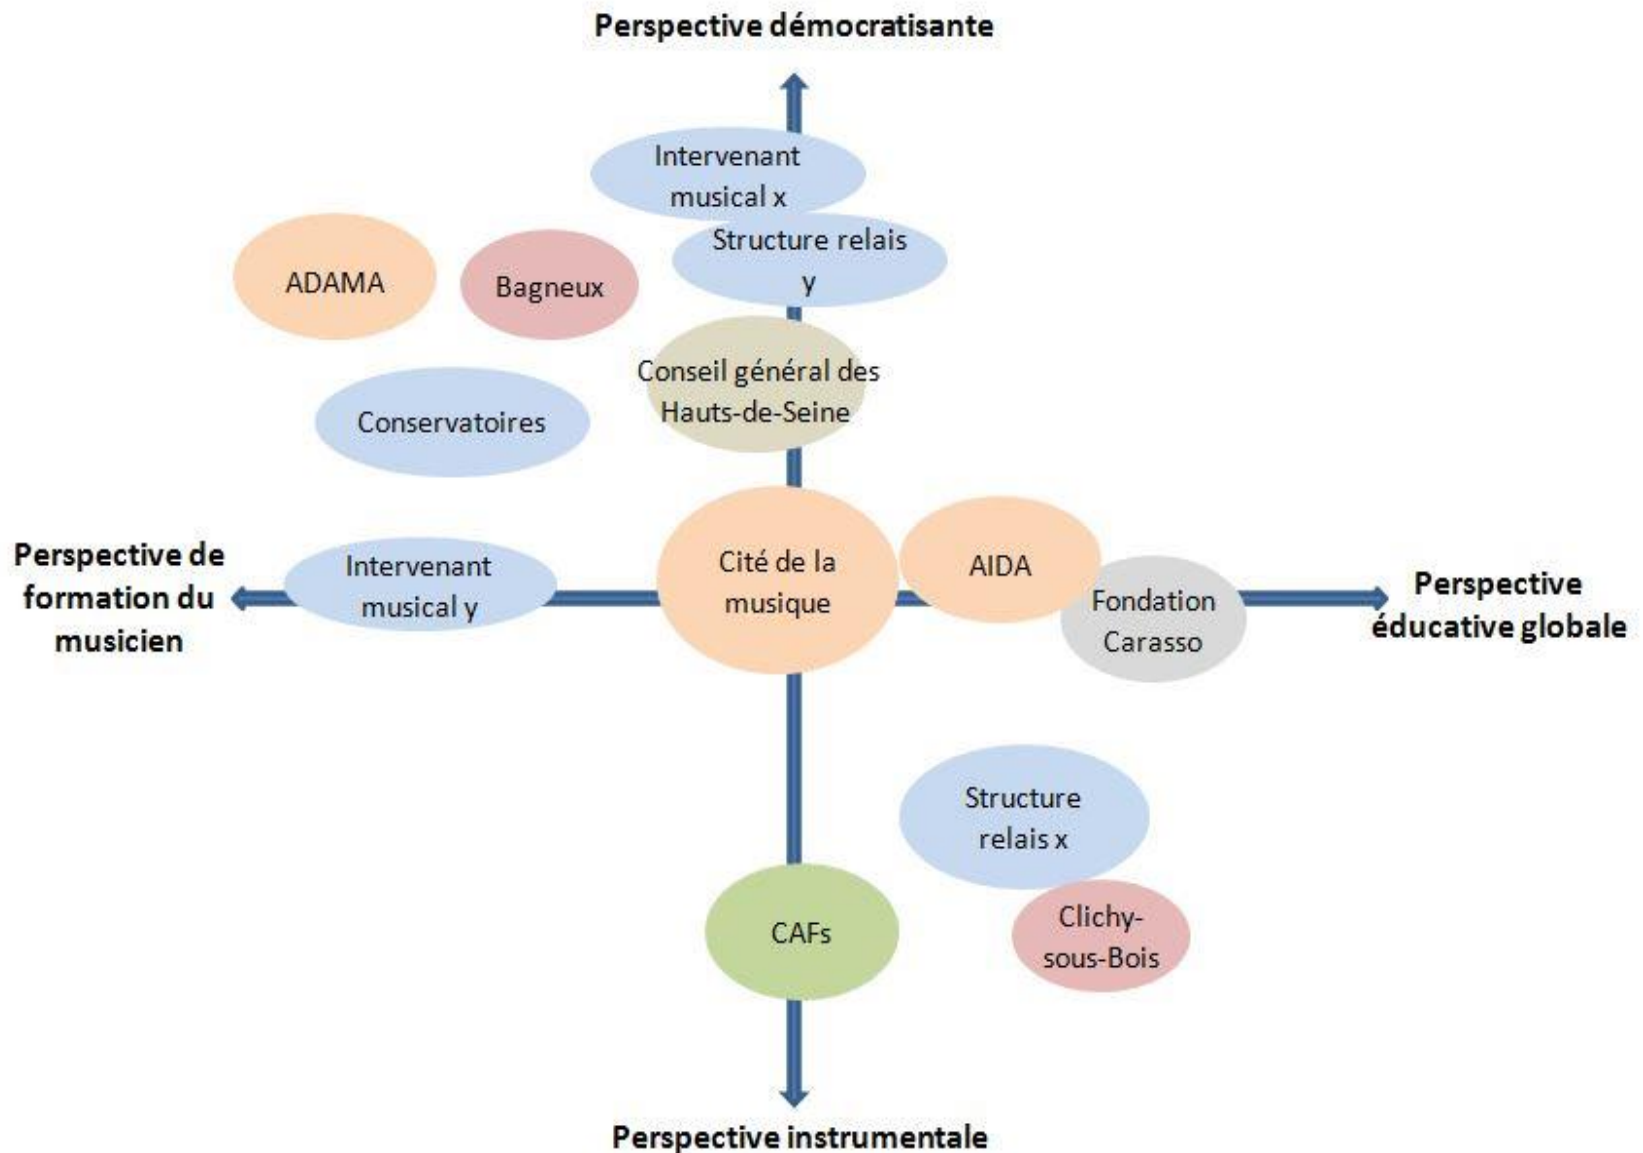 Perspective démocratisante
Intervenant
musical x
Structure relais
y
ADAMA
Bagneux
Conseil général des
Hauts-de-Seine
Conservatoires
Perspective de
formation du
musicien
Intervenant
musical y
Cité de la
musique
AIDA
Fondation
Carasso
Perspective
éducative globale
Structure
relais x
CAFs
Clichy-
sous-Bois
Perspective instrumentale